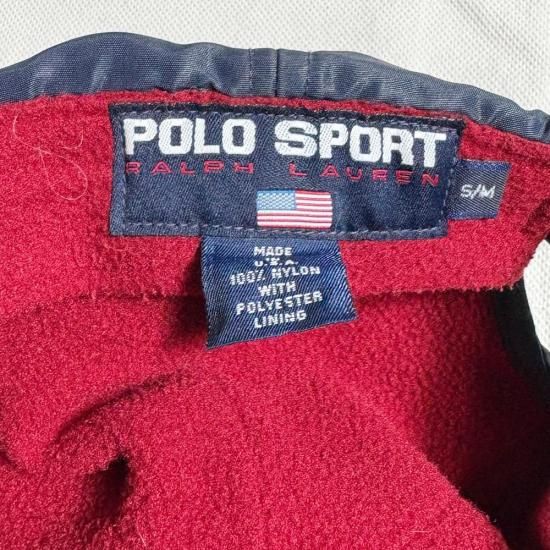 POLO SPORT
RALPH LAUREN
S/M
MADE
U.S.A.
100% NYLON
WITH
POLYESTER
LINING